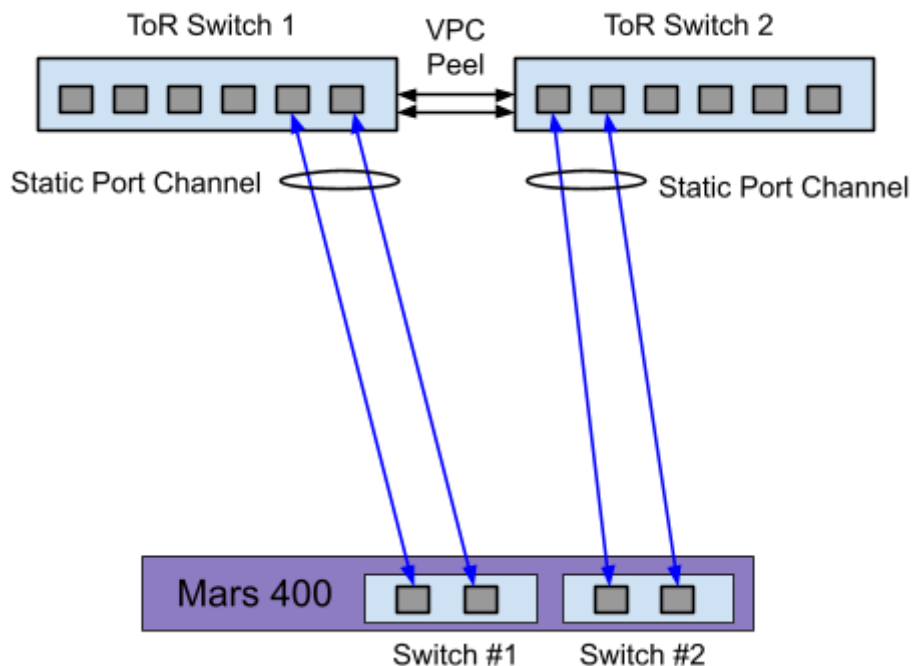 ToR Switch 1
VPC
Peel
ToR Switch 2
Static Port Channel
Static Port Channel
Mars 400
Switch #1
Switch #2